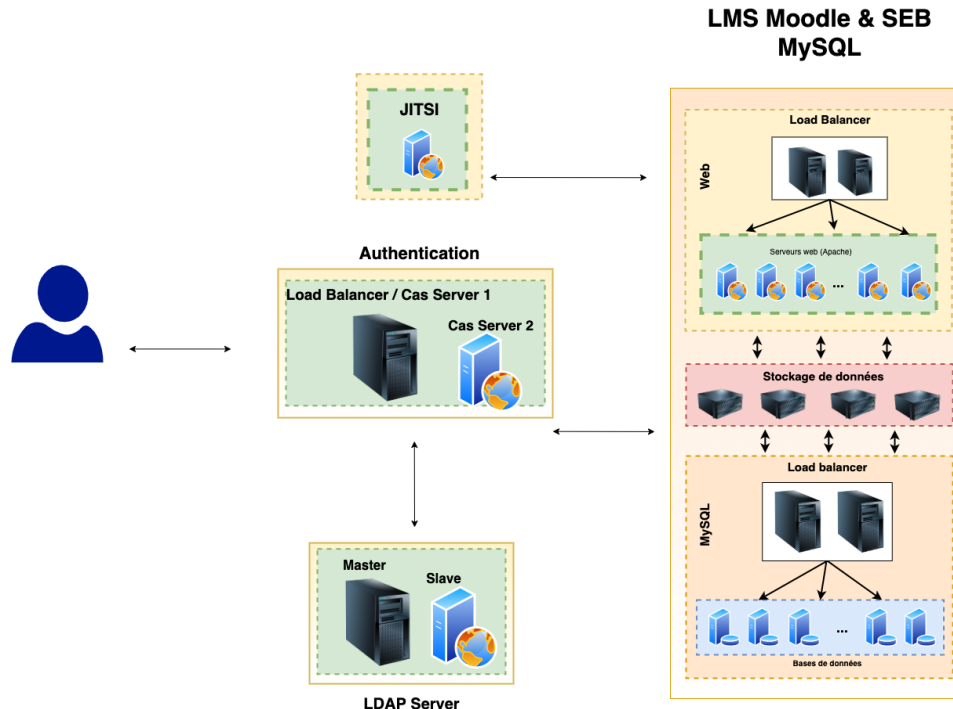 LMS Moodle & SEB
MySQL
JITSI
Load Balancer
Web
Serveurs web (Apache)
...
Authentication
Load Balancer / Cas Server 1
Cas Server 2
Stockage de données
Load balancer
MySQL
...
Bases de données
Master
Slave
LDAP Server